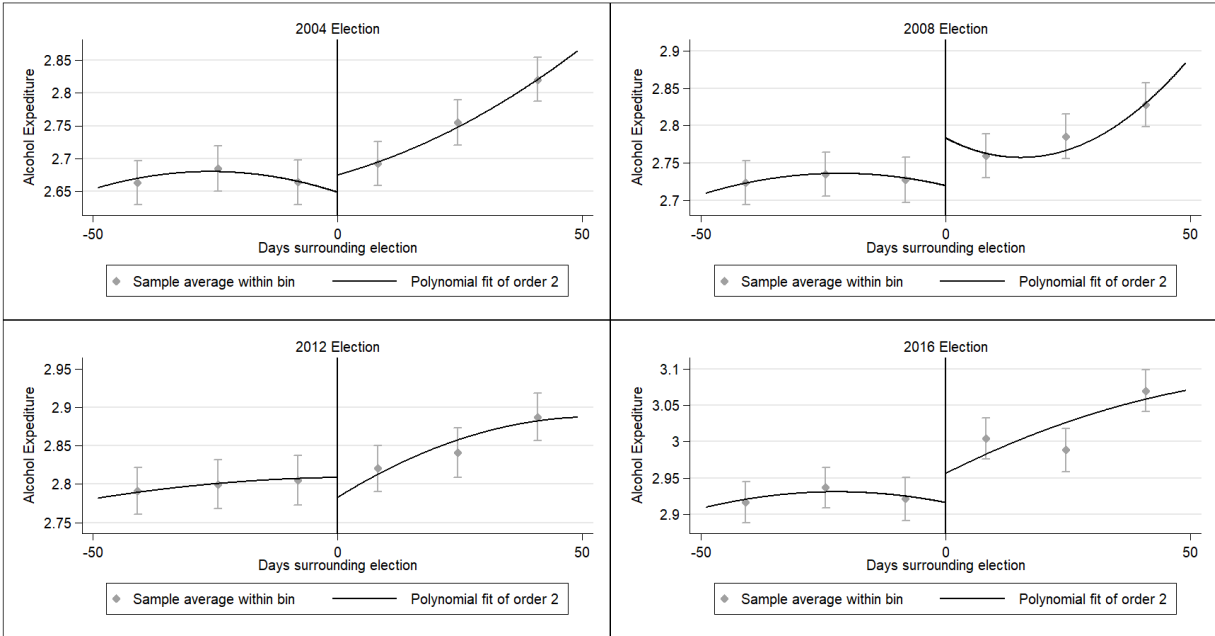 2004 Election
Alcohol Expediture
2.85
2.8
2.75
2.7
2.65
-50 0 50
Days surrounding election
Sample average within bin Polynomial fit of order 2
2008 Election
Alcohol Expediture
2.9
2.85
2.8
2.75
2.7
-50 0 50
Days surrounding election
Sample average within bin Polynomial fit of order 2
2012 Election
Alcohol Expediture
2.95
2.9
2.85
2.8
2.75
-50 0 50
Days surrounding election
Sample average within bin Polynomial fit of order 2
2016 Election
Alcohol Expediture
3.1
3.05
3
2.95
2.9
-50 0 50
Days surrounding election
Sample average within bin Polynomial fit of order 2